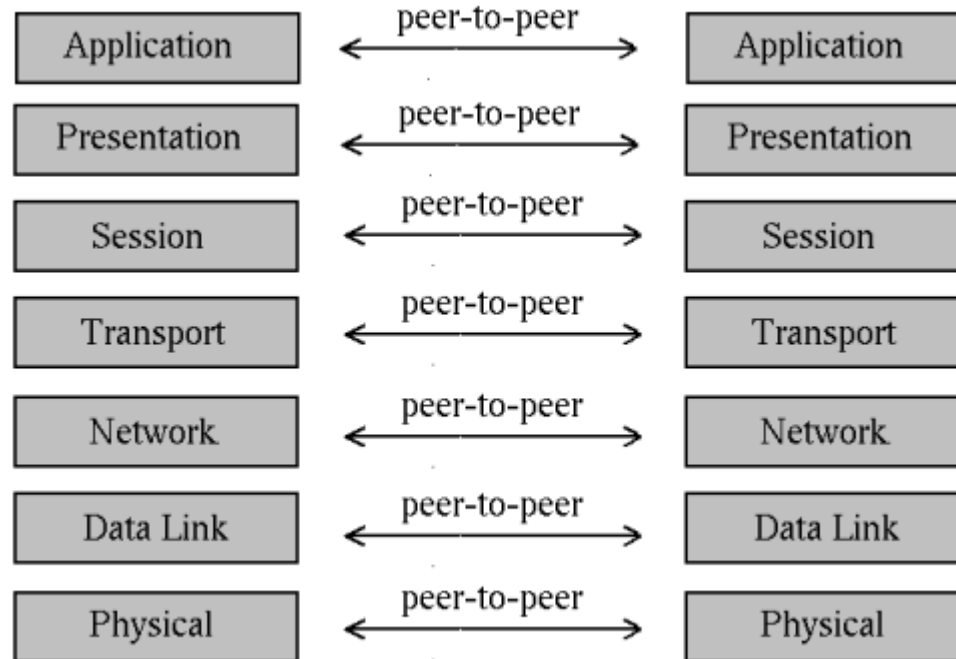 peer-to-peer
Application Application
peer-to-peer
Presentation Presentation
peer-to-peer
Session Session
peer-to-peer
Transport Transport
peer-to-peer
Network Network
peer-to-peer
Data Link Data Link
peer-to-peer
Physical Physical